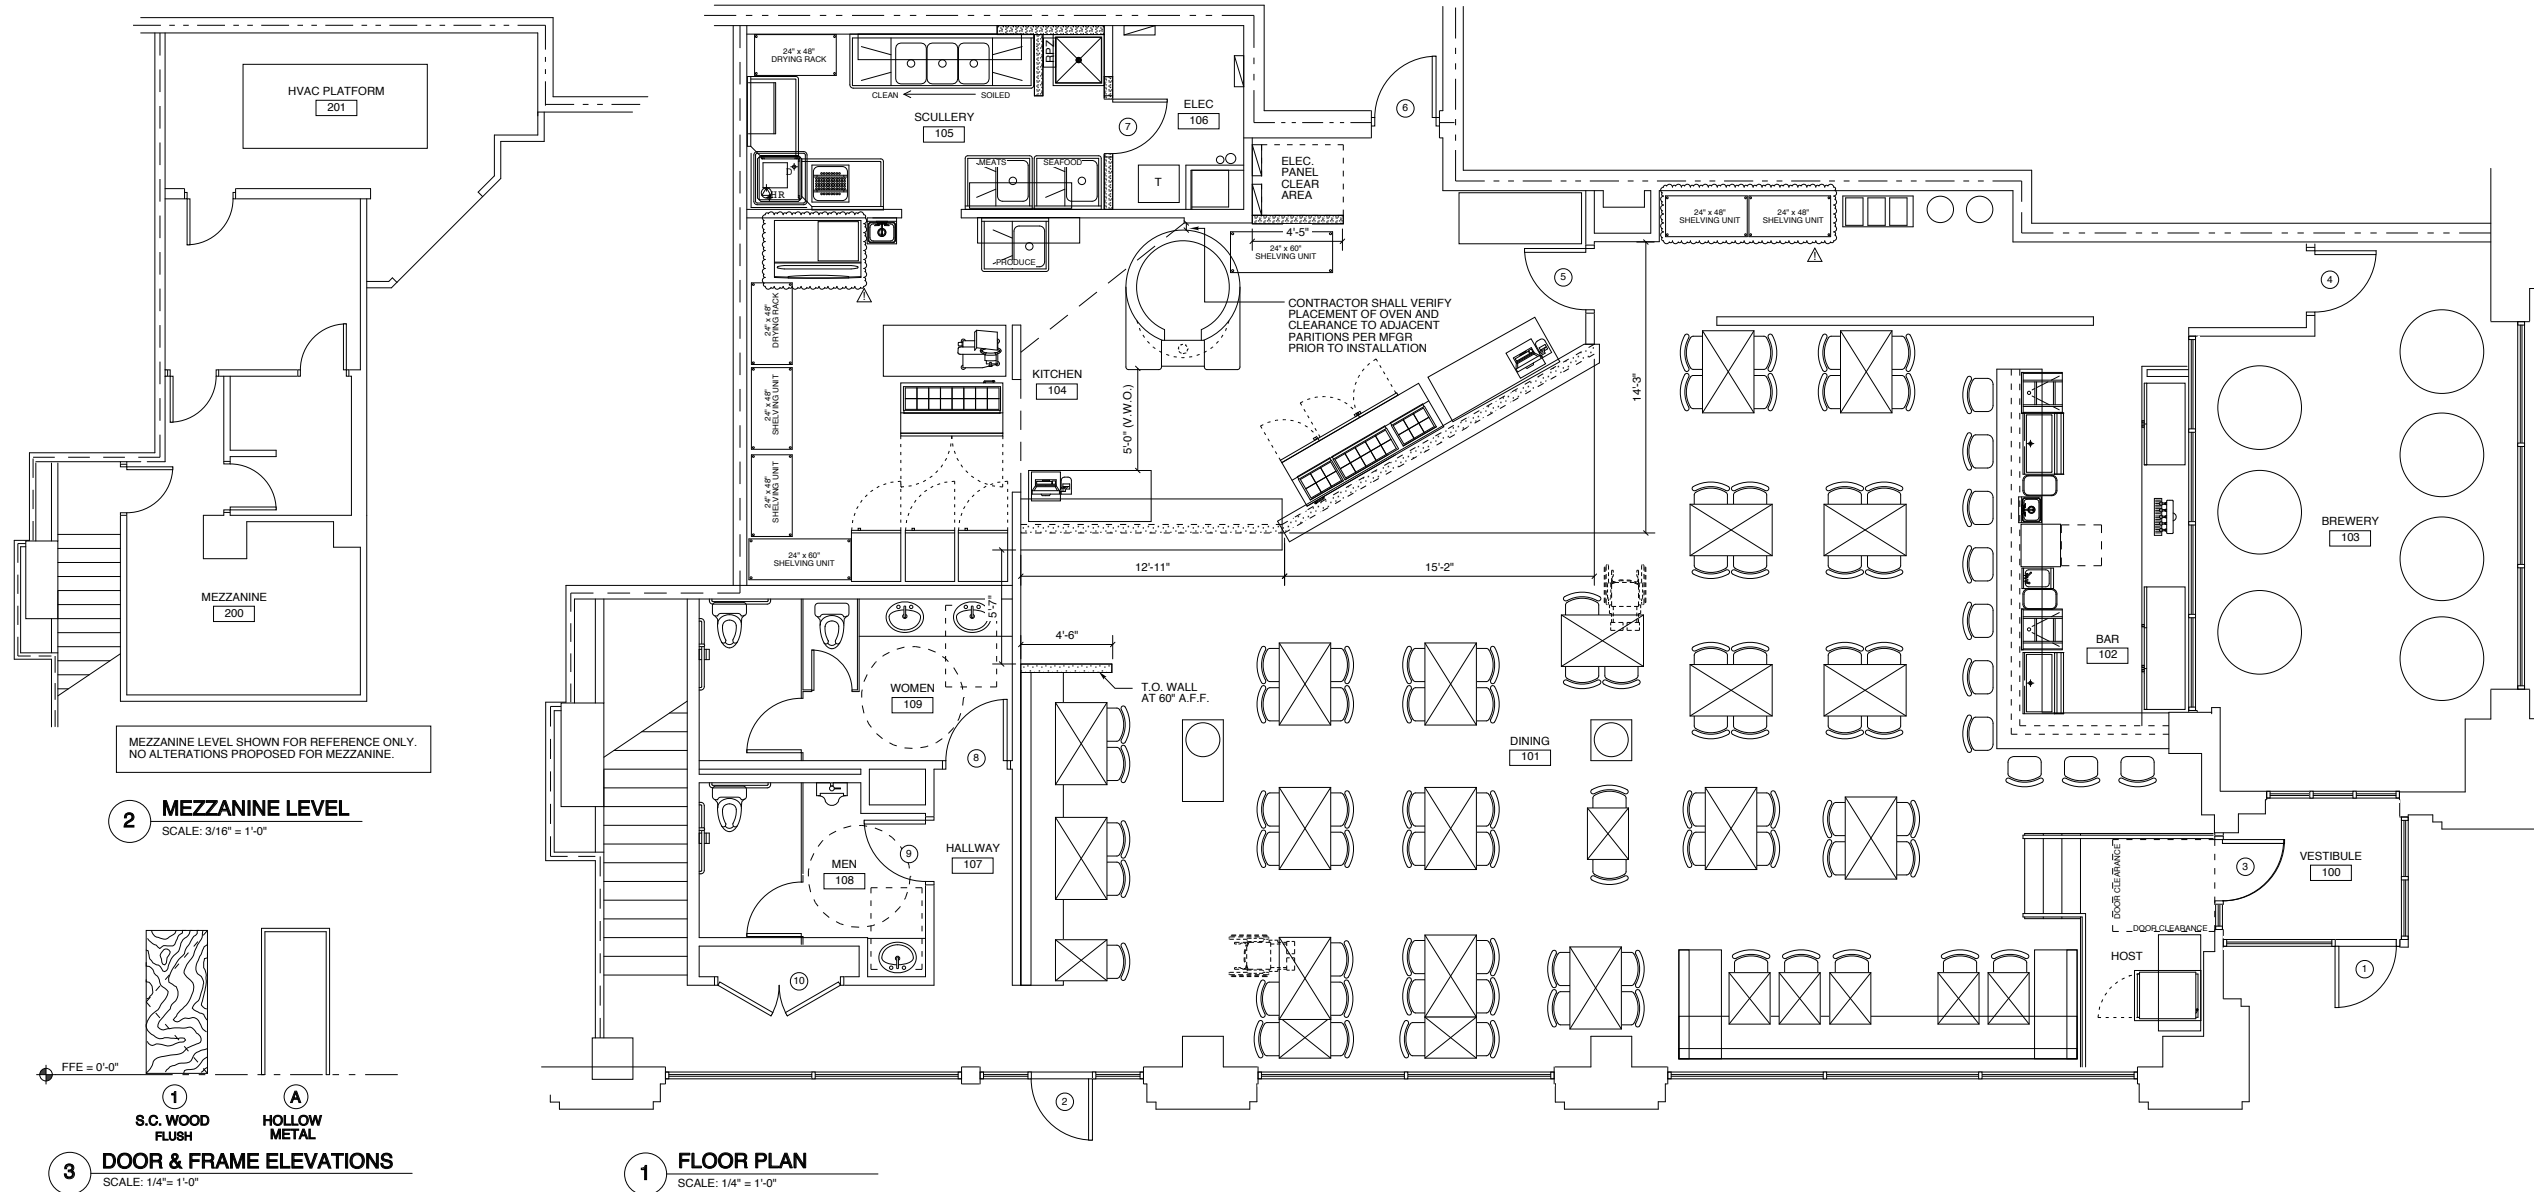 HVAC PLATFORM
201
MEZZANINE
200
MEZZANINE LEVEL SHOWN FOR REFERENCE ONLY.
NO ALTERATIONS PROPOSED FOR MEZZANINE.
2
MEZZANINE LEVEL
SCALE: 3/16" = 1'-0"
FFE = 0'-0"
1
S.C. WOOD
FLUSH
A
HOLLOW
METAL
3
DOOR & FRAME ELEVATIONS
SCALE: 1/4"= 1'-0"
24" x 48"
DRYING RACK
CLEAN
SOILED
RPZ
SCULLERY
105
7
ELEC
106
6
D
HR
MEATS
SEAFOOD
T
ELEC.
PANEL
CLEAR
AREA
PRODUCE
4'-5"
24" x 60"
SHELVING UNIT
24" x 48"
SHELVING UNIT
24" x 48"
SHELVING UNIT
!
!
5
4
24" x 48"
DRYING RACK
24" x 48"
SHELVING UNIT
24" x 48"
SHELVING UNIT
24" x 60"
SHELVING UNIT
CONTRACTOR SHALL VERIFY
PLACEMENT OF OVEN AND
CLEARANCE TO ADJACENT
PARITIONS PER MFGR
PRIOR TO INSTALLATION
KITCHEN
104
5'-0" (V.W.O.)
14'-3"
12'-11"
15'-2"
5'-7"
4'-6"
T.O. WALL
AT 60" A.F.F.
BREWERY
103
BAR
102
WOMEN
109
8
DINING
101
MEN
108
9
HALLWAY
107
10
DOOR CLEARANCE
DOOR CLEARANCE
3
VESTIBULE
100
HOST
1
2
1
FLOOR PLAN
SCALE: 1/4" = 1'-0"